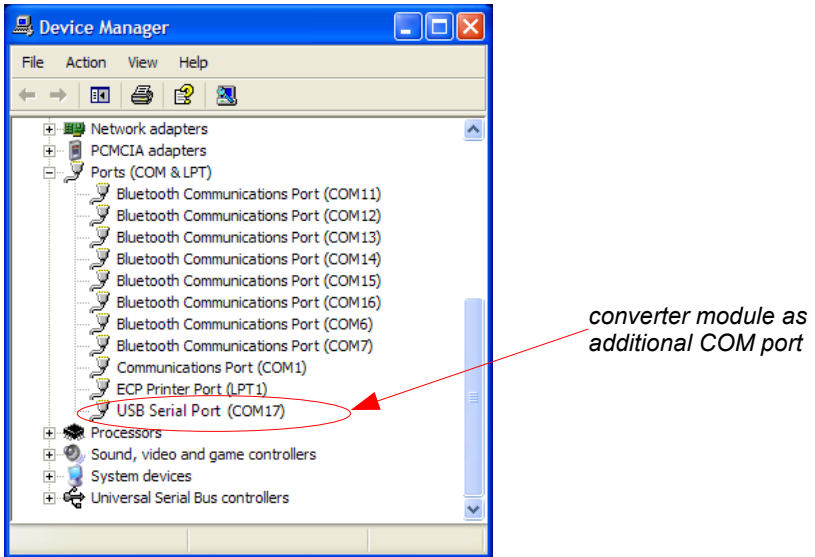 Device Manager
File Action View Help
Network adapters
PCMCIA adapters
Ports (COM & LPT)
Bluetooth Communications Port (COM11)
Bluetooth Communications Port (COM12)
Bluetooth Communications Port (COM13)
Bluetooth Communications Port (COM14)
Bluetooth Communications Port (COM15)
Bluetooth Communications Port (COM16)
Bluetooth Communications Port (COM6)
Bluetooth Communications Port (COM7)
Communications Port (COM1)
ECP Printer Port (LPT1)
USB Serial Port (COM17)
Processors
Sound, video and game controllers
System devices
Universal Serial Bus controllers
converter module as
additional COM port